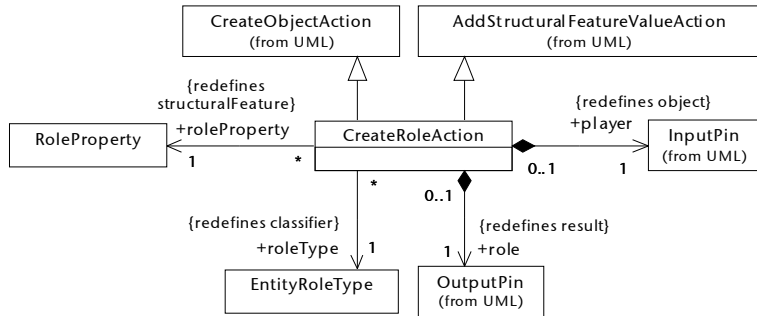 CreateObjectAction
(from UML)
AddStructuralFeatureValueAction
(from UML)
{redefines
structuralFeature}
+roleProperty
{redefines object}
+player
RoleProperty
CreateRoleAction
InputPin
(from UML)
1
*
0..1
1
*
0..1
{redefines classifier}
+roleType
1
{redefines result}
+role
1
EntityRoleType
OutputPin
(from UML)